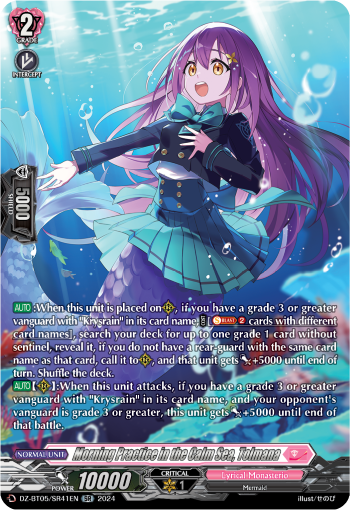 2
GRADE
INTERCEPT
5000
SHIELD
AUTO:When this unit is placed on R, if you have a grade 3 or greater
vanguard with "Krysrain" in its card name, COST [Soul BLAST 2 cards with different
card names], search your deck for up to one grade 1 card without
sentinel, reveal it, if you do not have a rear-guard with the same card
name as that card, call it to R, and that unit gets +5000 until end of
turn. Shuffle the deck.
AUTO【R】:When this unit attacks, if you have a grade 3 or greater
vanguard with "Krysrain" in its card name, and your opponent's
vanguard is grade 3 or greater, this unit gets +5000 until end of
that battle.
NORMAL UNIT
Morning Practice in the Calm Sea, Tolmana
POWER 10000
CRITICAL
1
Lyrical Monasterio
Mermaid
DZ-BT05/SR41EN SR 2024
illust/せのび